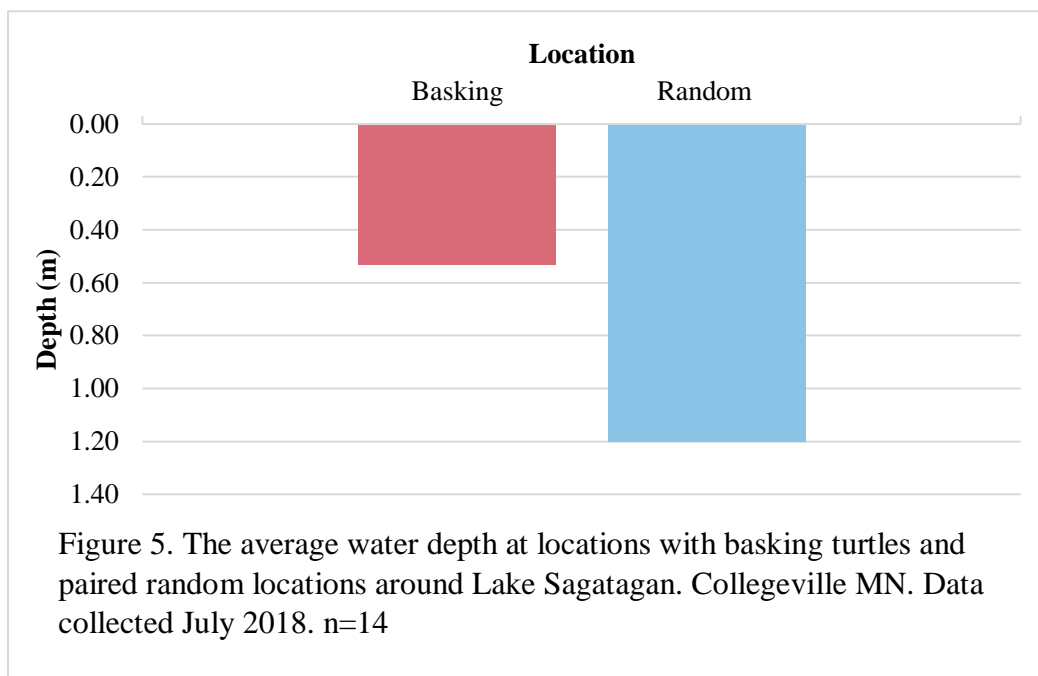 Location
Basking Random
0.00
0.20
0.40
0.60
0.80
1.00
1.20
1.40
Depth (m)
Figure 5. The average water depth at locations with basking turtles and
paired random locations around Lake Sagatagan. Collegeville MN. Data
collected July 2018. n=14